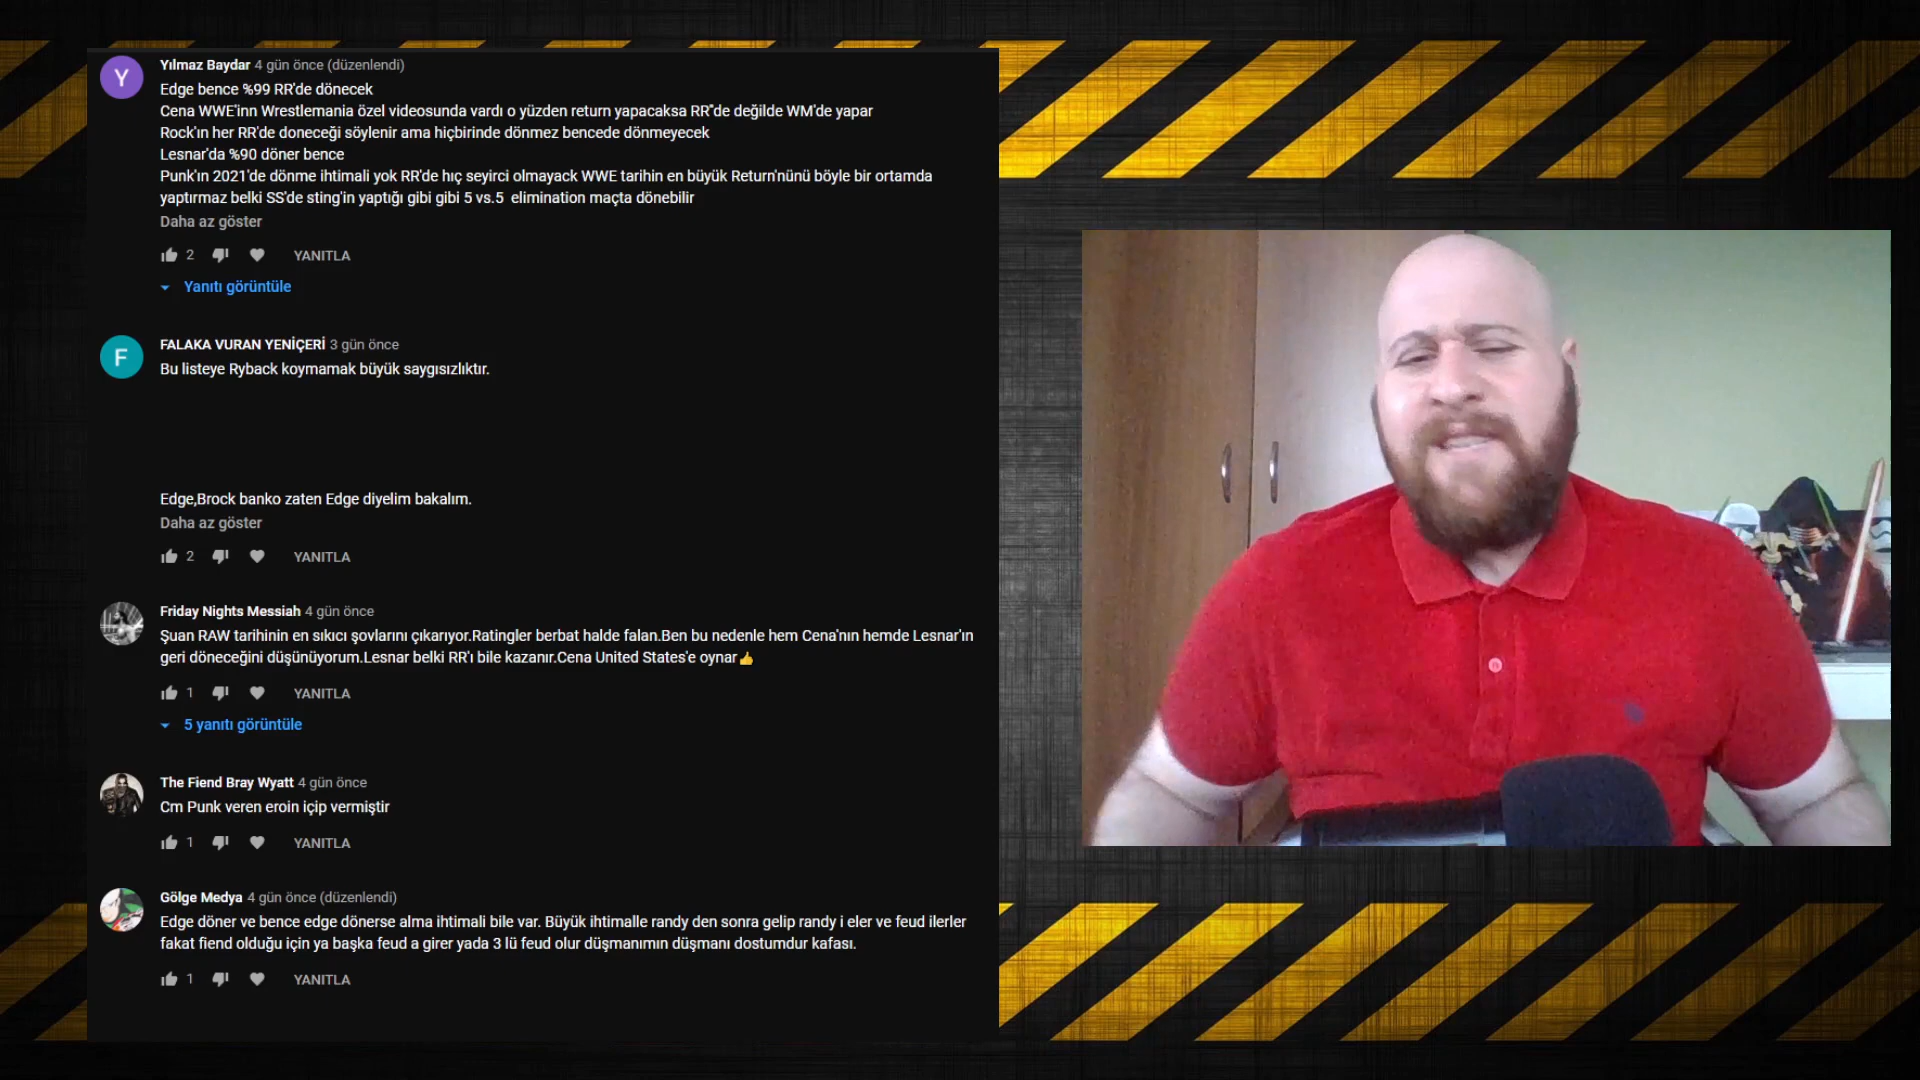 Y
Yılmaz Baydar 4 gün önce (düzenlendi)
Edge bence %99 RR'de dönecek
Cena WWE'inn Wrestlemania özel videosunda vardı o yüzden return yapacaksa RR"de değilde WM'de yapar
Rock'ın her RR'de doneceği söylenir ama hiçbirinde dönmez bencede dönmeyecek
Lesnar'da %90 döner bence
Punk'ın 2021'de dönme ihtimali yok RR'de hıç seyirci olmayack WWE tarihin en büyük Return'nünü böyle bir ortamda
yaptırmaz belki SS'de sting'in yaptığı gibi gibi 5 vs.5 elimination maçta dönebilir
Daha az göster
2 YANITLA
Yanıtı görüntüle
F
FALAKA VURAN YENİÇERİ 3 gün önce
Bu listeye Ryback koymamak büyük saygısızlıktır.
Edge,Brock banko zaten Edge diyelim bakalım.
Daha az göster
2 YANITLA
Friday Nights Messiah 4 gün önce
Şuan RAW tarihinin en sıkıcı şovlarını çıkarıyor.Ratingler berbat halde falan.Ben bu nedenle hem Cena'nın hemde Lesnar'ın
geri döneceğini düşünüyorum.Lesnar belki RR'ı bile kazanır.Cena United States'e oynar👍
1 YANITLA
5 yanıtı görüntüle
The Fiend Bray Wyatt 4 gün önce
Cm Punk veren eroin içip vermiştir
1 YANITLA
Gölge Medya 4 gün önce (düzenlendi)
Edge döner ve bence edge dönerse alma ihtimali bile var. Büyük ihtimalle randy den sonra gelip randy i eler ve feud ilerler
fakat fiend olduğu için ya başka feud a girer yada 3 lü feud olur düşmanımın düşmanı dostumdur kafası.
1 YANITLA